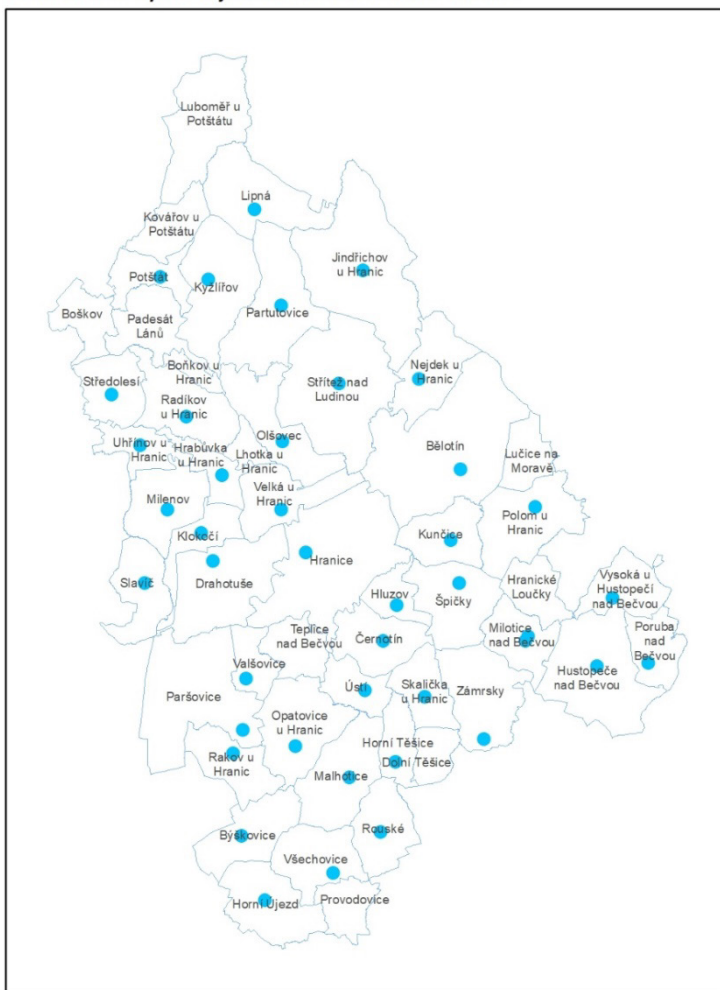 Luboměř u
Potštátu
Lipná
Kovářov u
Potštátu
Jindřichov
u Hranic
Potštát
Kyžlířov
Boškov
Padesát
Lánů
Partutovice
Boňkov u
Hranic
Nejdek u
Hranic
Středolesí
Střítež nad
Ludinou
Radíkov
u Hranic
Uhřínov u
Hranic
Hrabůvka
u Hranic
Olšovec
Lhotka u
Hranic
Bělotín
Lučice na
Moravě
Milenov
Velká u
Hranic
Polom u
Hranic
Klokočí
Kunčice
Hranice
Slavíč
Drahotuše
Hluzov
Špičky
Hranické
Loučky
Vysoká u
Hustopečí
nad Bečvou
Teplice
nad Bečvou
Černotín
Milotice
nad Bečvou
Poruba
nad
Bečvou
Valšovice
Hustopeče
nad Bečvou
Paršovice
Ústí
Skalička
u Hranic
Zámrsky
Opatovice
u Hranic
Horní Těšice
Rakov u
Hranic
Dolní Těšice
Malhotice
Býškovice
Rouské
Všechovice
Horní Újezd
Provodovice